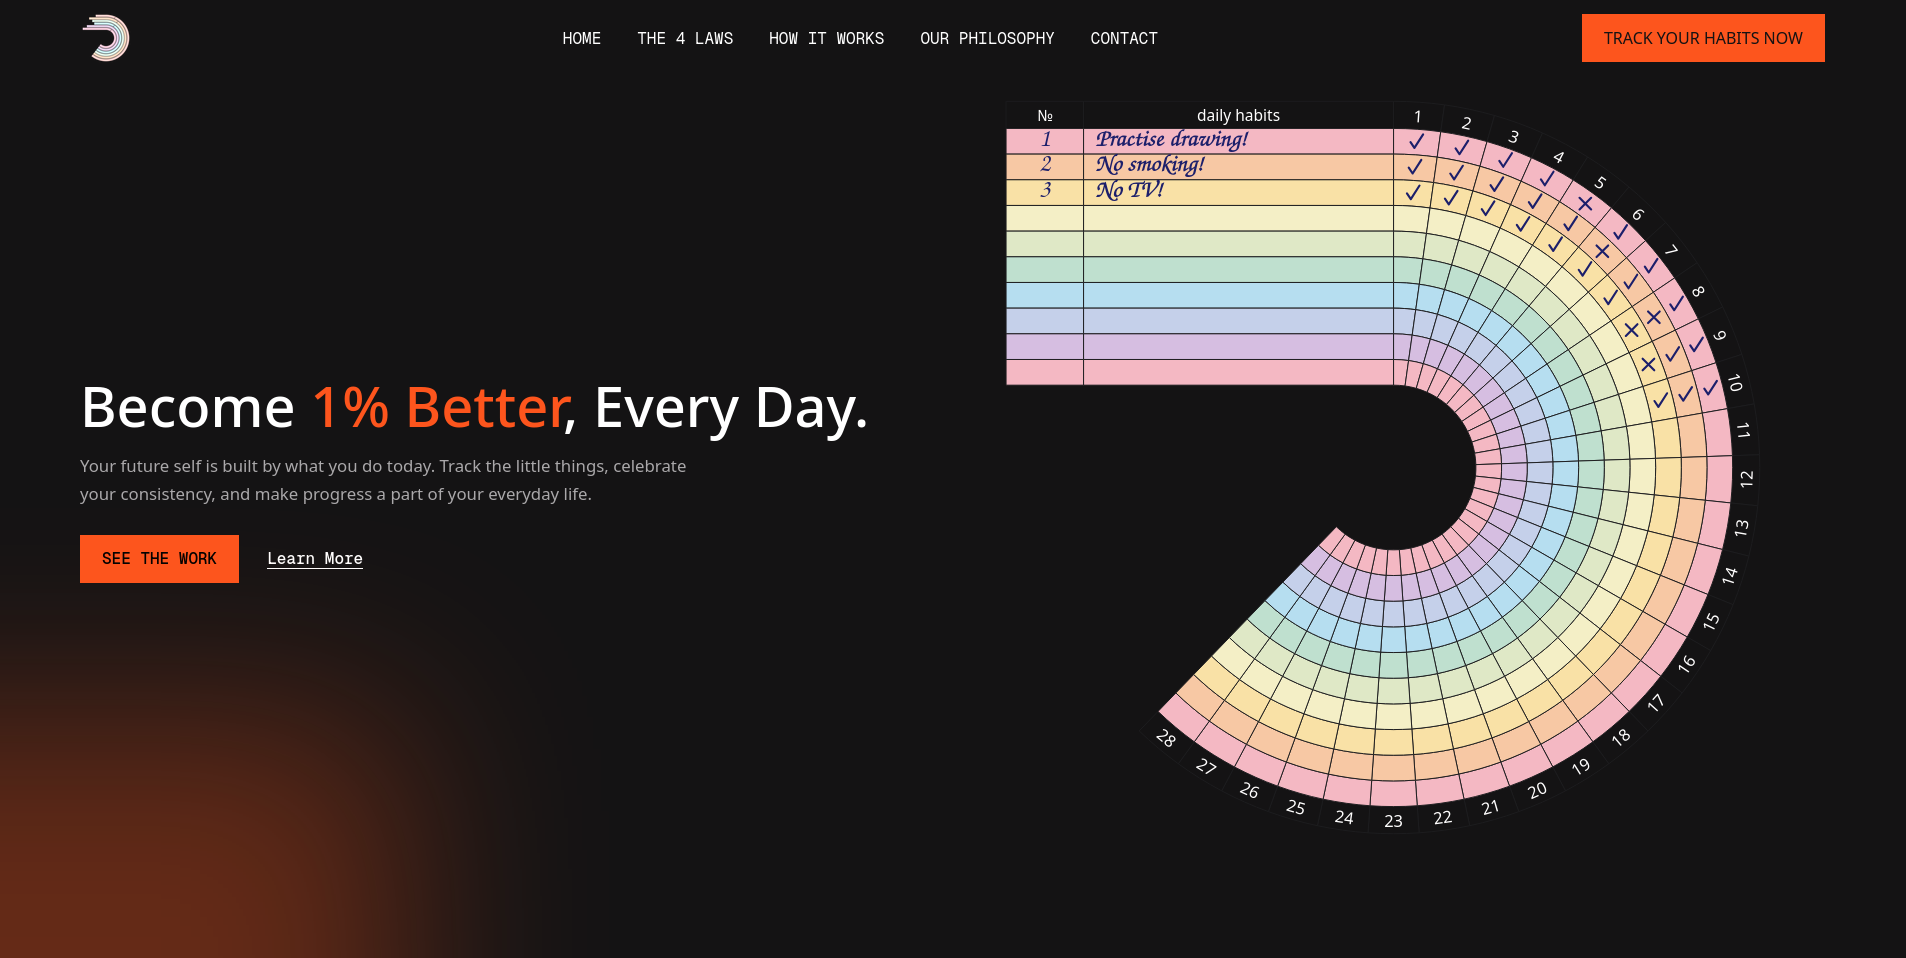 HOME THE 4 LAWS HOW IT WORKS OUR PHILOSOPHY CONTACT TRACK YOUR HABITS NOW
№ daily habits 1 2 3 4 5 6 7 8 9 10 11 12 13 14 15 16 17 18 19 20 21 22 23 24 25 26 27 28
1 Practise drawing!
2 No smoking!
3 No TV!
Become 1% Better, Every Day.
Your future self is built by what you do today. Track the little things, celebrate
your consistency, and make progress a part of your everyday life.
SEE THE WORK Learn More